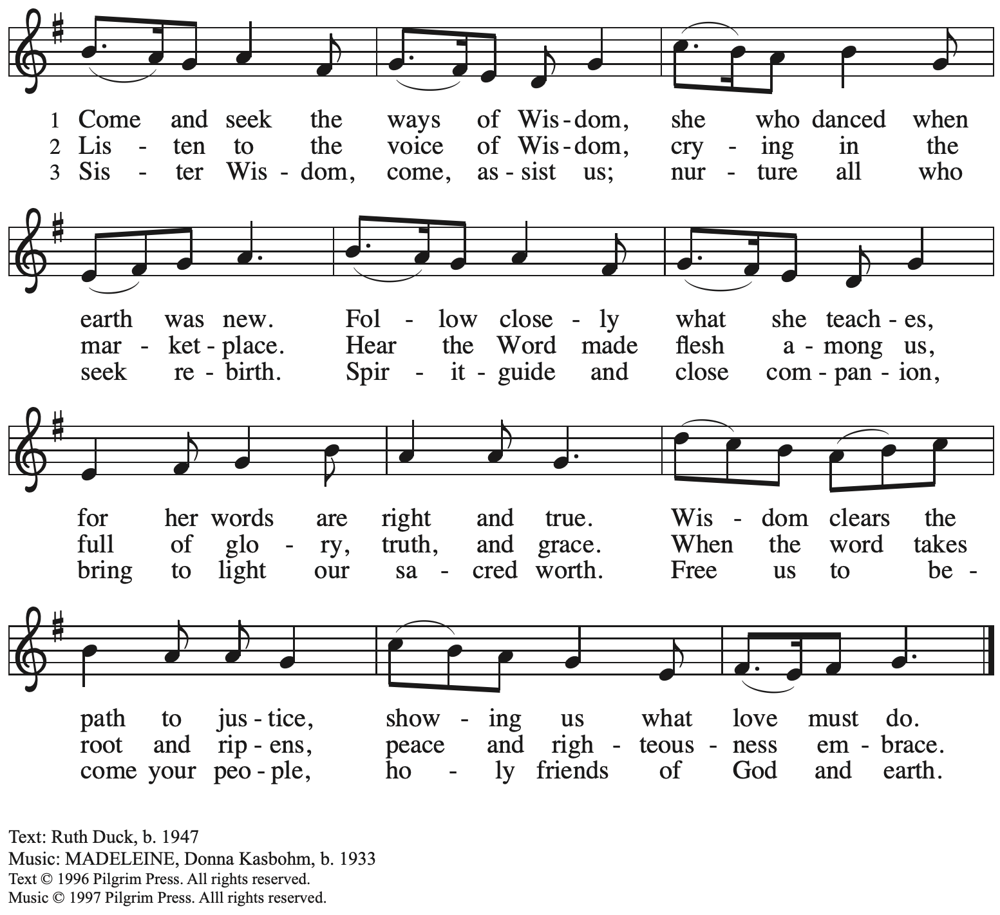 1 Come and seek the ways of Wis - dom, she who danced when
2 Lis - ten to the voice of Wis - dom, cry - ing in the
3 Sis - ter Wis - dom, come, as - sist us; nur - ture all who
earth was new. Fol - low close - ly what she teach - es,
mar - ket - place. Hear the Word made flesh a - mong us,
seek re - birth. Spir - it - guide and close com - pan - ion,
for her words are right and true. Wis - dom clears the
full of glo - ry, truth, and grace. When the word takes
bring to light our sa - cred worth. Free us to be -
path to jus - tice, show - ing us what love must do.
root and rip - ens, peace and righ - teous - ness em - brace.
come your peo - ple, ho - ly friends of God and earth.
Text: Ruth Duck, b. 1947
Music: MADELEINE, Donna Kasbohm, b. 1933
Text © 1996 Pilgrim Press. All rights reserved.
Music © 1997 Pilgrim Press. Alll rights reserved.